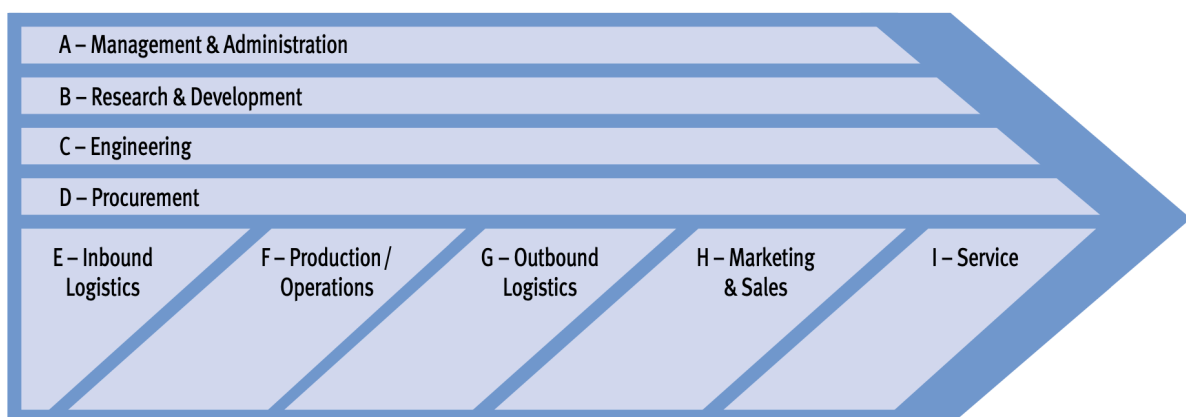 A – Management & Administration
B – Research & Development
C – Engineering
D – Procurement
E – Inbound
Logistics
F – Production /
Operations
G – Outbound
Logistics
H – Marketing
& Sales
I – Service